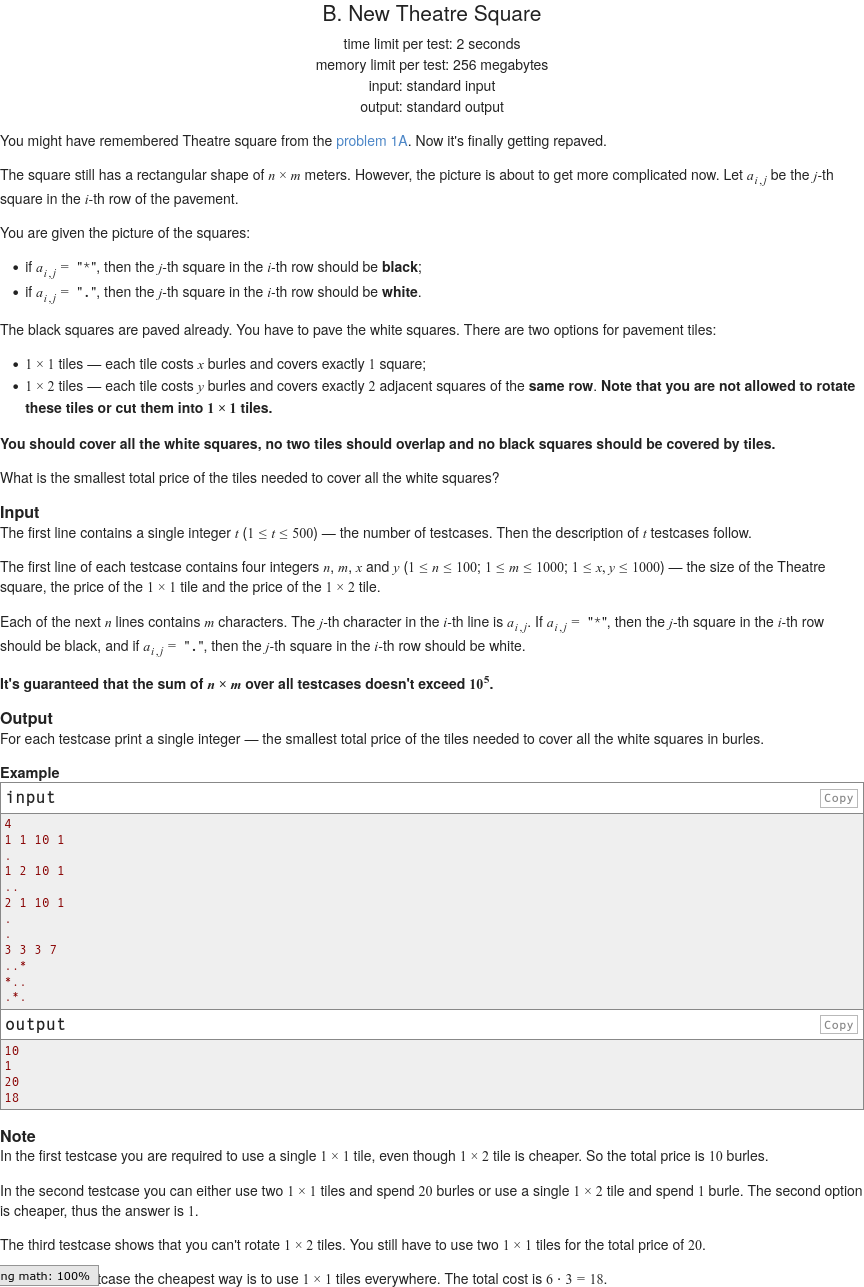 B. New Theatre Square
time limit per test: 2 seconds
memory limit per test: 256 megabytes
input: standard input
output: standard output
You might have remembered Theatre square from the problem 1A. Now it's finally getting repaved.
The square still has a rectangular shape of n × m meters. However, the picture is about to get more complicated now. Let a_{i,j} be the j-th
square in the i-th row of the pavement.
You are given the picture of the squares:
• if a_{i,j} = "*", then the j-th square in the i-th row should be black;
• if a_{i,j} = ".", then the j-th square in the i-th row should be white.
The black squares are paved already. You have to pave the white squares. There are two options for pavement tiles:
• 1 × 1 tiles — each tile costs x burles and covers exactly 1 square;
• 1 × 2 tiles — each tile costs y burles and covers exactly 2 adjacent squares of the same row. Note that you are not allowed to rotate
these tiles or cut them into 1 × 1 tiles.
You should cover all the white squares, no two tiles should overlap and no black squares should be covered by tiles.
What is the smallest total price of the tiles needed to cover all the white squares?
Input
The first line contains a single integer t (1 ≤ t ≤ 500) — the number of testcases. Then the description of t testcases follow.
The first line of each testcase contains four integers n, m, x and y (1 ≤ n ≤ 100; 1 ≤ m ≤ 1000; 1 ≤ x, y ≤ 1000) — the size of the Theatre
square, the price of the 1 × 1 tile and the price of the 1 × 2 tile.
Each of the next n lines contains m characters. The j-th character in the i-th line is a_{i,j}. If a_{i,j} = "*", then the j-th square in the i-th row
should be black, and if a_{i,j} = ".", then the j-th square in the i-th row should be white.
It's guaranteed that the sum of n × m over all testcases doesn't exceed 10^5.
Output
For each testcase print a single integer — the smallest total price of the tiles needed to cover all the white squares in burles.
Example
input Copy
4
1 1 10 1
.
1 2 10 1
..
2 1 10 1
.
.
3 3 3 7
..*
*..
.*.
output Copy
10
1
20
18
Note
In the first testcase you are required to use a single 1 × 1 tile, even though 1 × 2 tile is cheaper. So the total price is 10 burles.
In the second testcase you can either use two 1 × 1 tiles and spend 20 burles or use a single 1 × 2 tile and spend 1 burle. The second option
is cheaper, thus the answer is 1.
The third testcase shows that you can't rotate 1 × 2 tiles. You still have to use two 1 × 1 tiles for the total price of 20.
ng math: 100% tcase the cheapest way is to use 1 × 1 tiles everywhere. The total cost is 6 · 3 = 18.